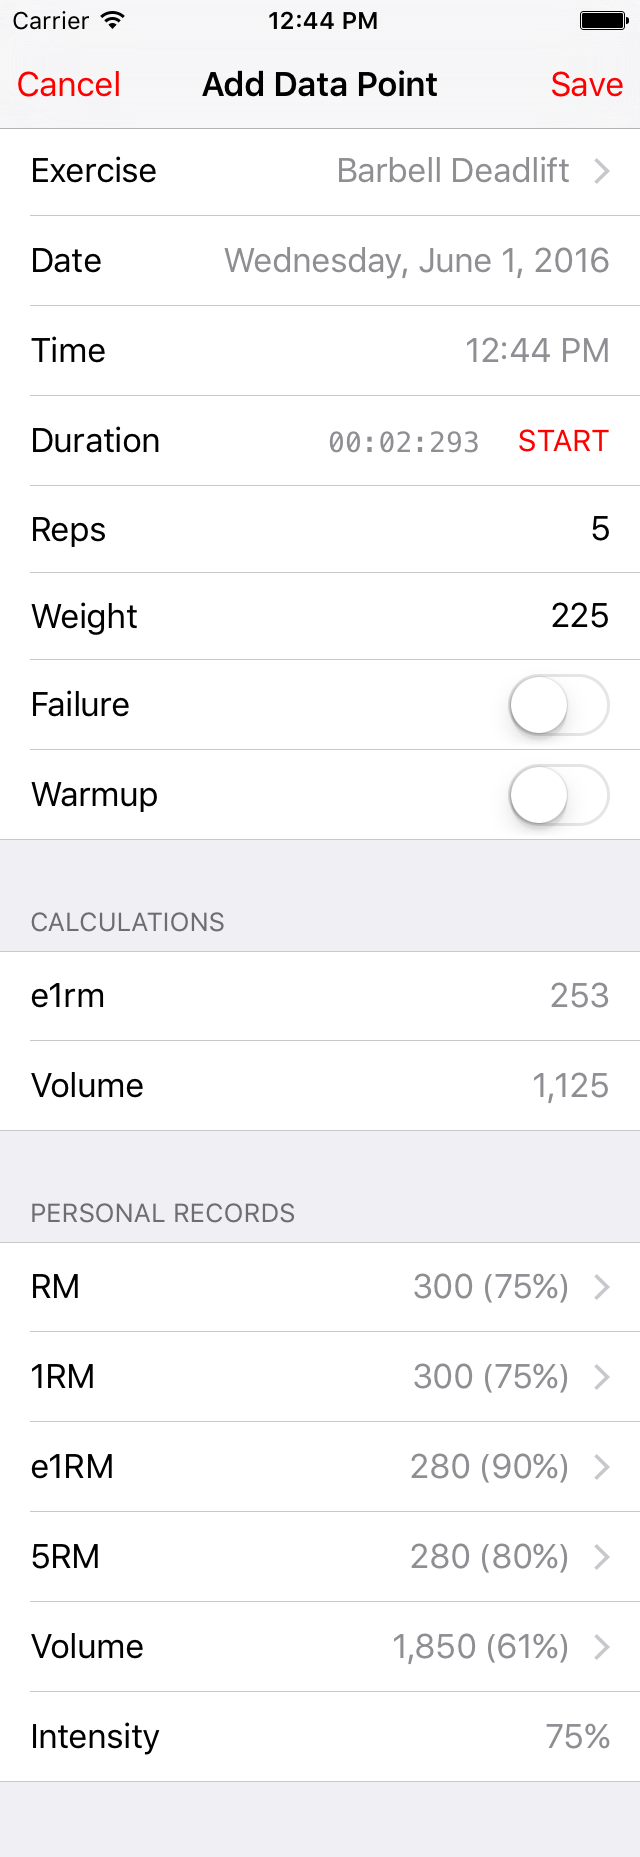 Carrier 12:44 PM
Cancel Add Data Point Save
Exercise Barbell Deadlift
Date Wednesday, June 1, 2016
Time 12:44 PM
Duration 00:02:293 START
Reps 5
Weight 225
Failure
Warmup
CALCULATIONS
e1rm 253
Volume 1,125
PERSONAL RECORDS
RM 300 (75%)
1RM 300 (75%)
e1RM 280 (90%)
5RM 280 (80%)
Volume 1,850 (61%)
Intensity 75%